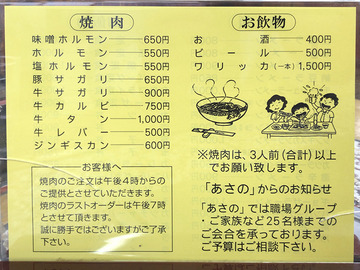 焼肉
味噌ホルモン――650円
ホルモン――550円
塩ホルモン――550円
豚サガリ――650円
牛サガリ――900円
牛カルビ――750円
牛タン――1,000円
牛レバー――500円
ジンギスカン――600円
お客様へ
焼肉のご注文は午後4時からの
ご提供とさせていただきます。
焼肉のラストオーダーは午後7時
とさせて頂きます。
誠に勝手ではございますがご了承
下さい。
お飲物
お酒――400円
ビール――500円
ワリッカ(一本)1,500円
※焼肉は、3人前(合計)以上
でお願い致します。
「あさの」からのお知らせ
「あさの」では職場グループ
・ご家族など25名様までの
ご会合を承っております。
ご予算はご相談下さい。